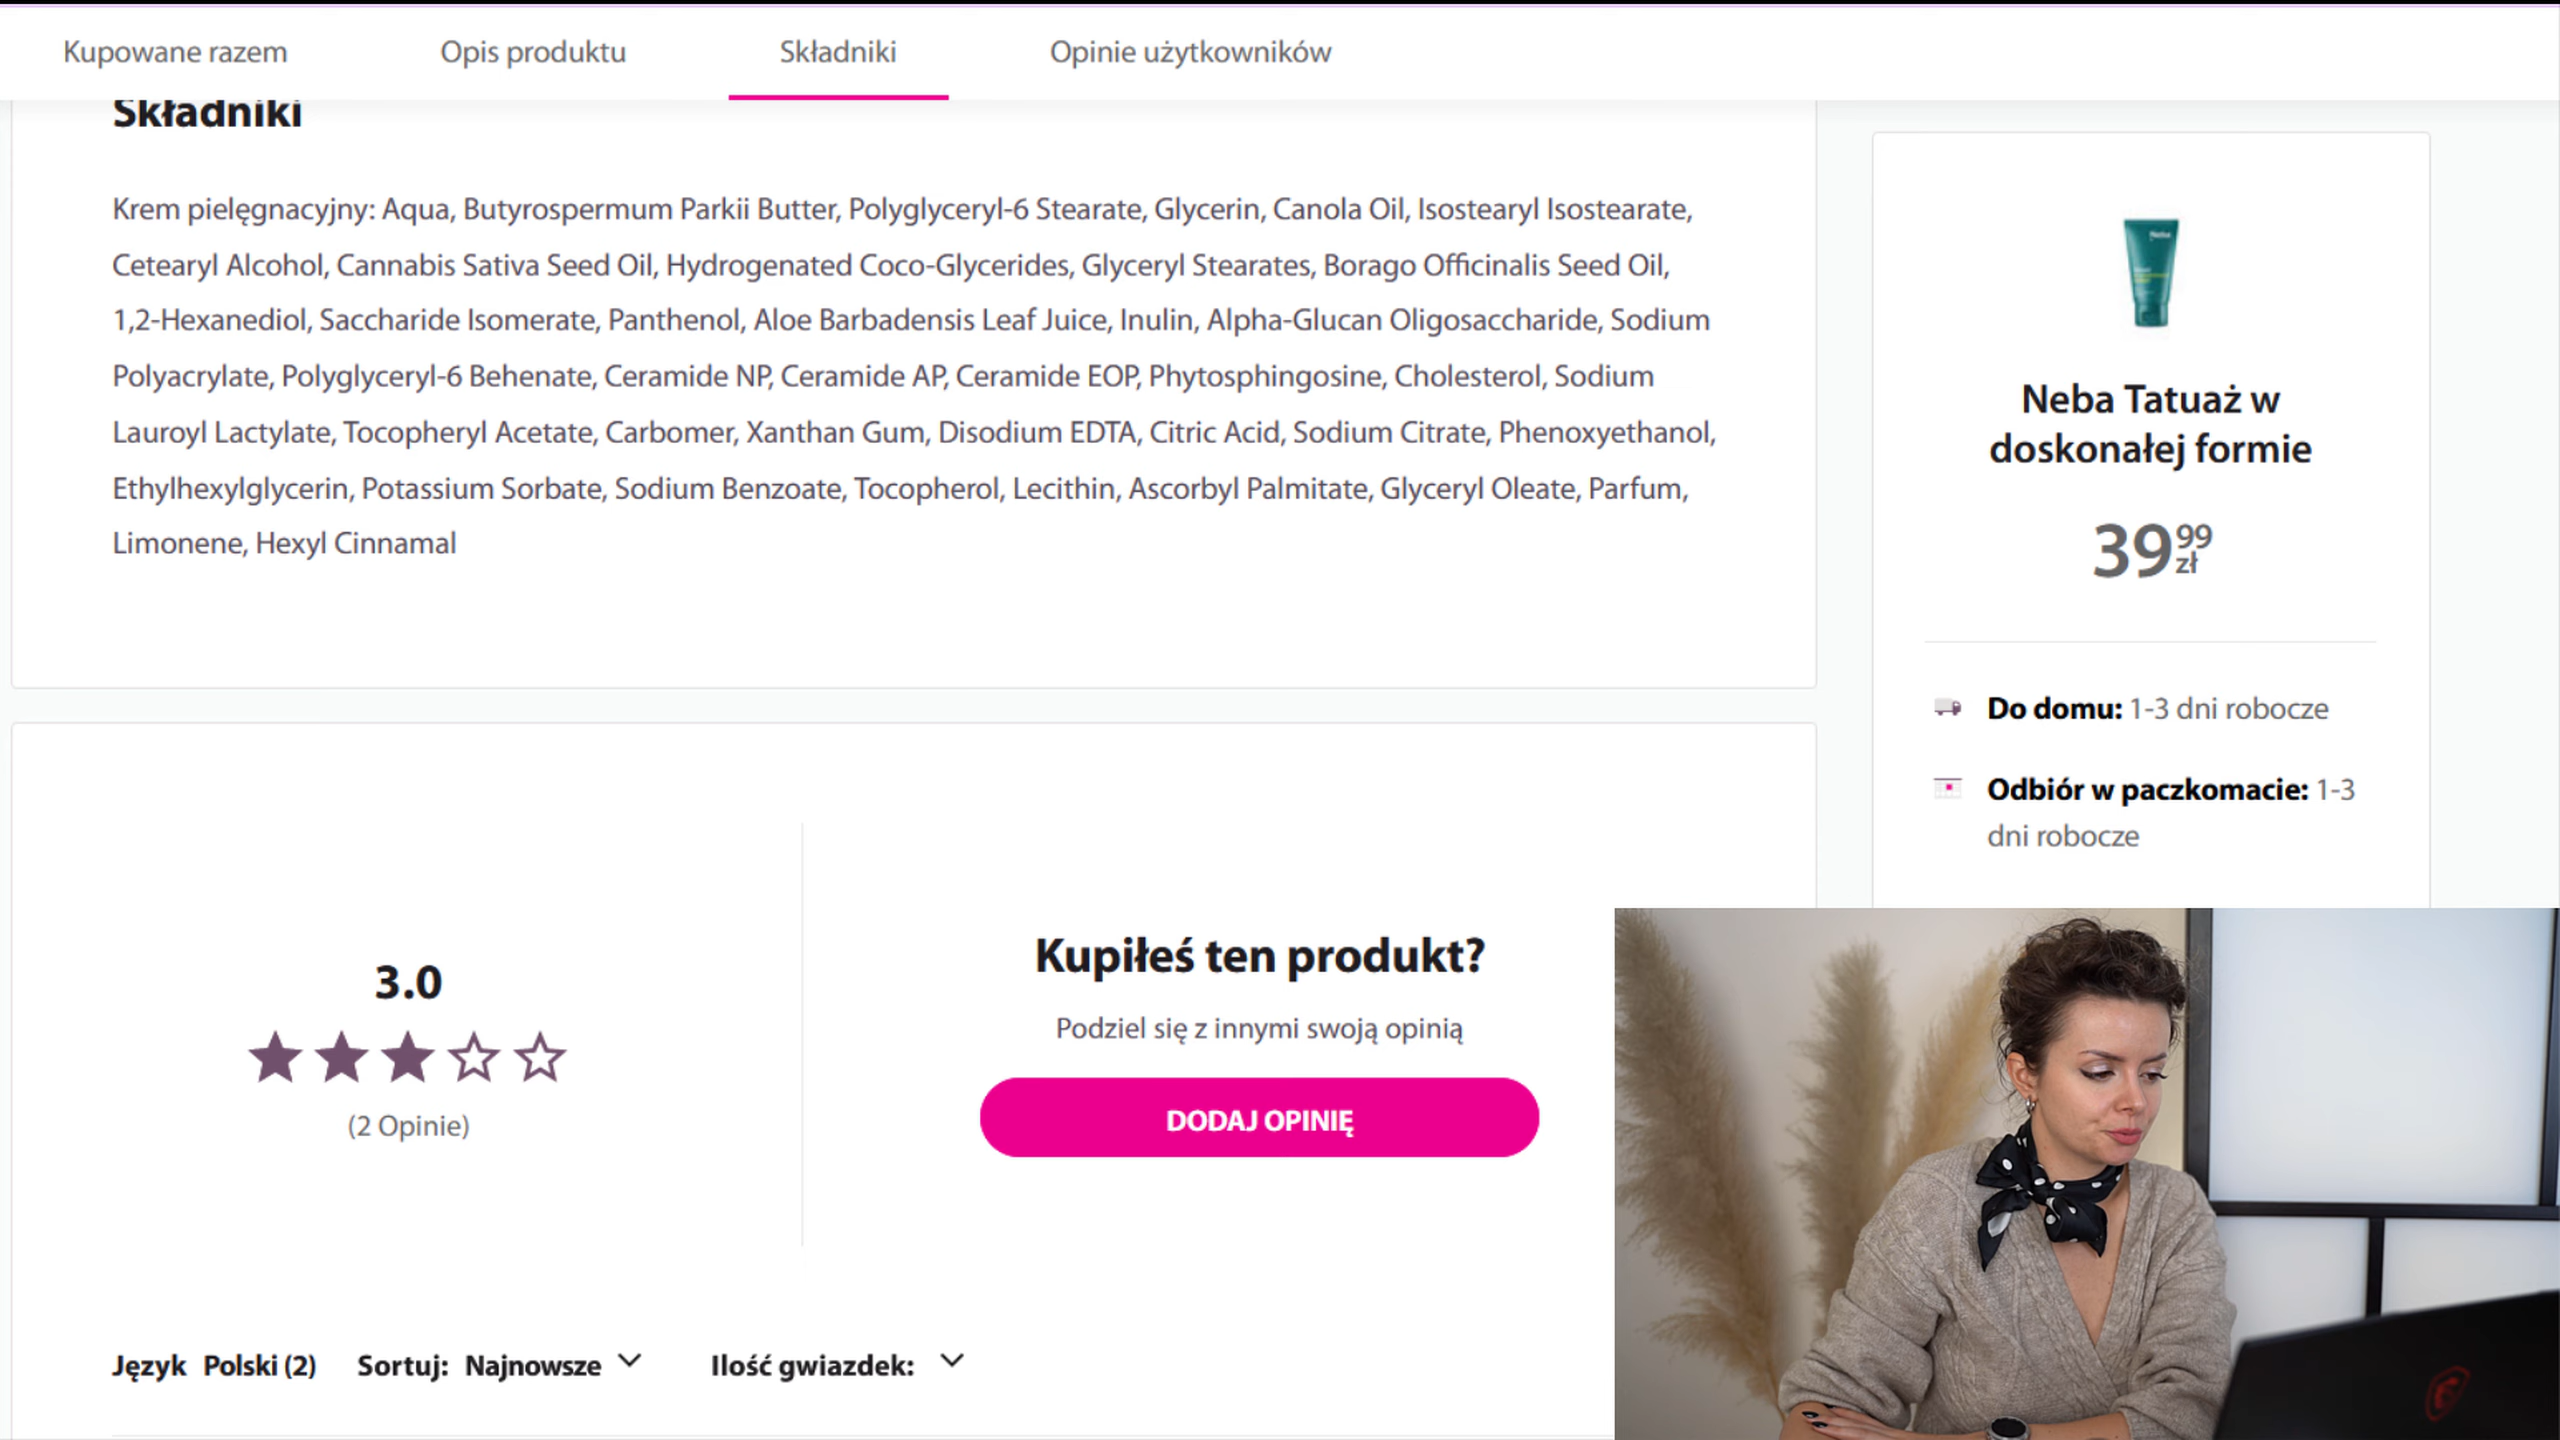 Kupowane razem
Opis produktu
Składniki
Opinie użytkowników
Składniki
Krem pielęgnacyjny: Aqua, Butyrospermum Parkii Butter, Polyglyceryl-6 Stearate, Glycerin, Canola Oil, Isostearyl Isostearate,
Cetearyl Alcohol, Cannabis Sativa Seed Oil, Hydrogenated Coco-Glycerides, Glyceryl Stearates, Borago Officinalis Seed Oil,
1,2-Hexanediol, Saccharide Isomerate, Panthenol, Aloe Barbadensis Leaf Juice, Inulin, Alpha-Glucan Oligosaccharide, Sodium
Polyacrylate, Polyglyceryl-6 Behenate, Ceramide NP, Ceramide AP, Ceramide EOP, Phytosphingosine, Cholesterol, Sodium
Lauroyl Lactylate, Tocopheryl Acetate, Carbomer, Xanthan Gum, Disodium EDTA, Citric Acid, Sodium Citrate, Phenoxyethanol,
Ethylhexylglycerin, Potassium Sorbate, Sodium Benzoate, Tocopherol, Lecithin, Ascorbyl Palmitate, Glyceryl Oleate, Parfum,
Limonene, Hexyl Cinnamal
Neba Tatuaż w
doskonałej formie
39 99 zł
Do domu: 1-3 dni robocze
Odbiór w paczkomacie: 1-3
dni robocze
3.0
(2 Opinie)
Kupiłeś ten produkt?
Podziel się z innymi swoją opinią
DODAJ OPINIĘ
Język Polski (2) Sortuj: Najnowsze Ilość gwiazdek: